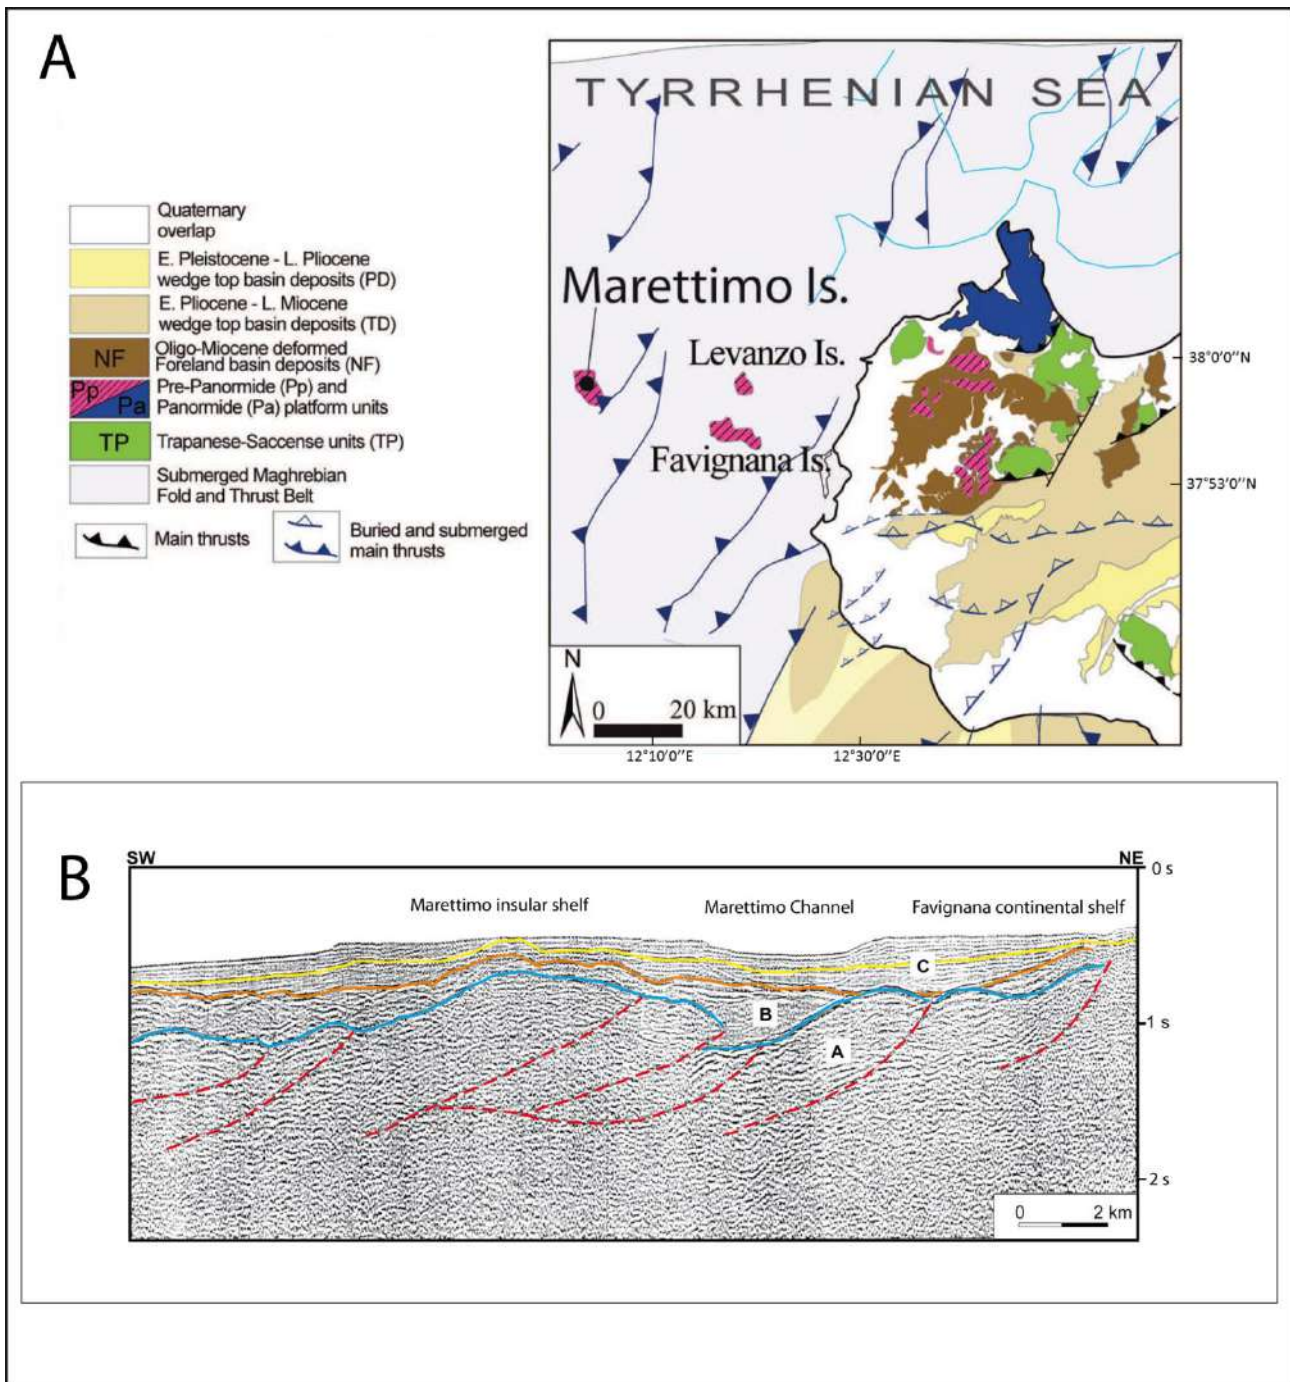 A
TYRRHENIAN SEA
Quaternary
overlap
E. Pleistocene - L. Pliocene
wedge top basin deposits (PD)
E. Pliocene - L. Miocene
wedge top basin deposits (TD)
NF
Oligo-Miocene deformed
Foreland basin deposits (NF)
Pp
Pa
Pre-Panormide (Pp) and
Panormide (Pa) platform units
TP
Trapanese-Saccense units (TP)
Submerged Maghrebian
Fold and Thrust Belt
Main thrusts
Buried and submerged
main thrusts
Marettimo Is.
Levanzo Is.
Favignana Is.
38°0'0"N
37°53'0"N
N
0 20 km
12°10'0"E
12°30'0"E
B
SW
NE
0 s
Marettimo insular shelf
Marettimo Channel
Favignana continental shelf
C
B
A
1 s
2 s
0 2 km